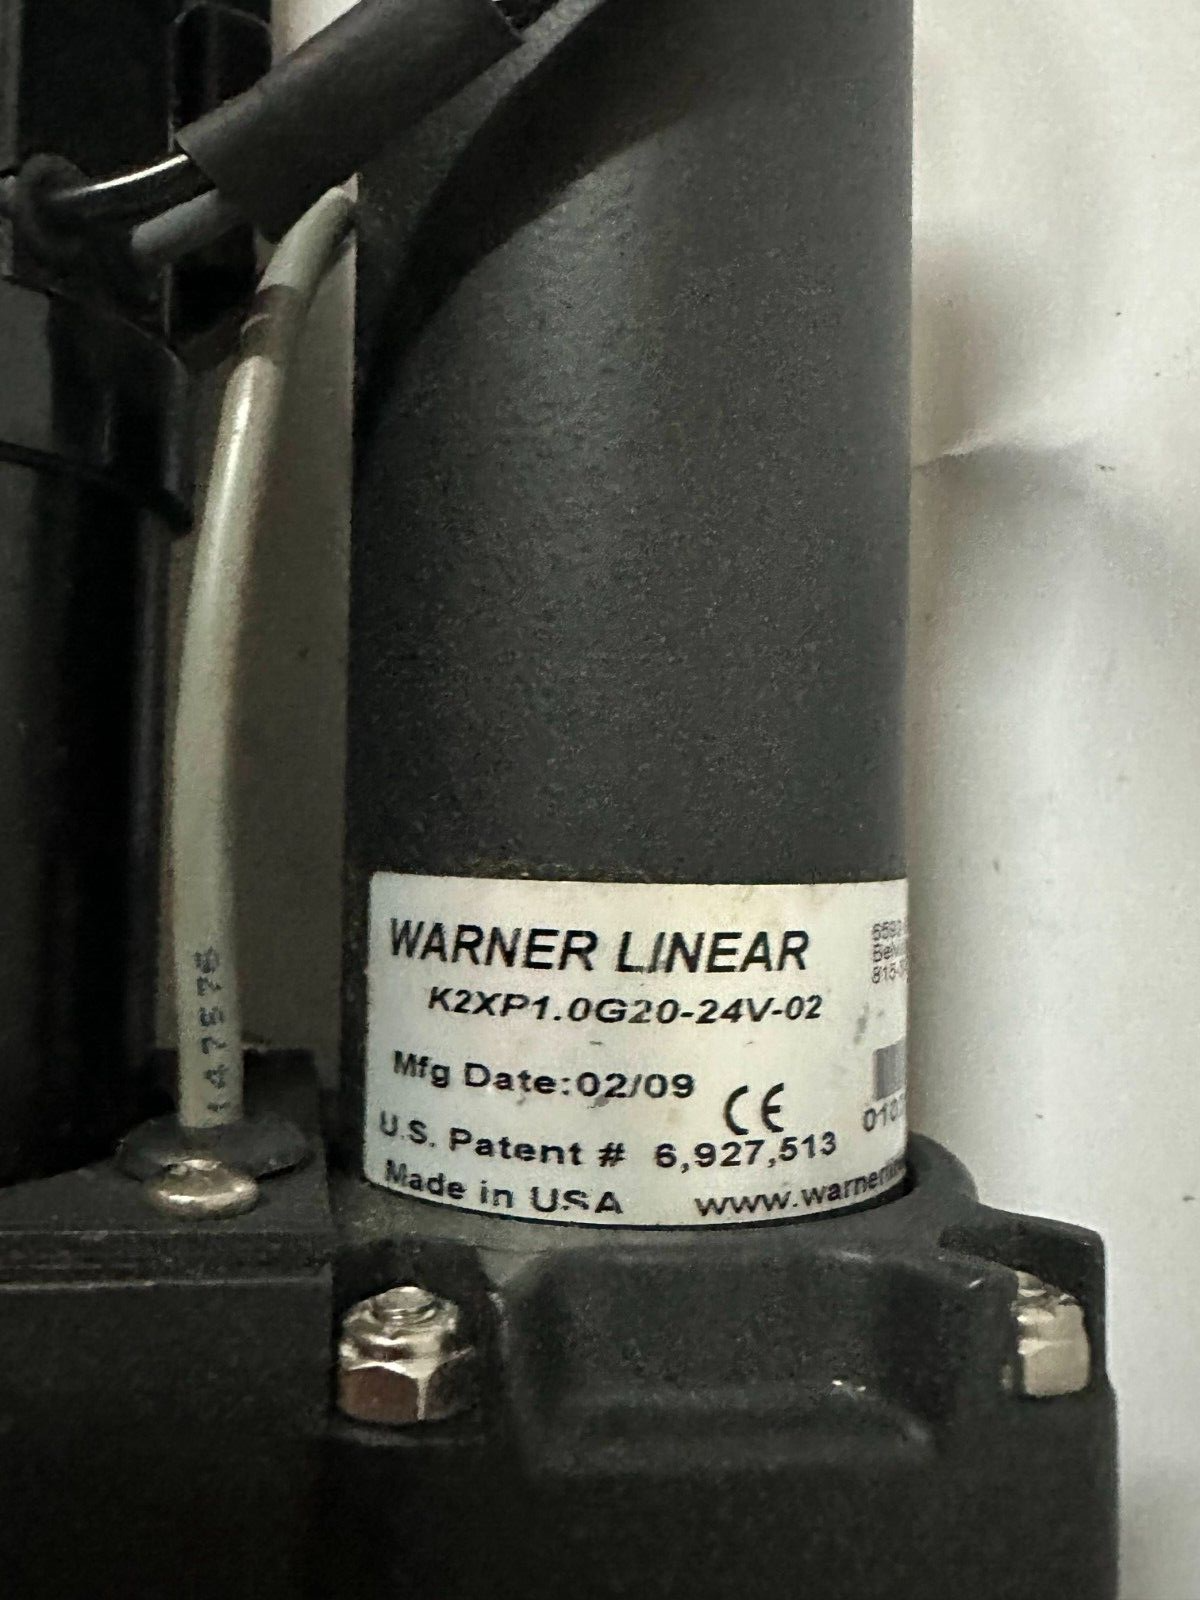 WARNER LINEAR
K2XP1.0G20-24V-02
Mfg Date:02/09
CE
U.S. Patent # 6,927,513
Made in USA